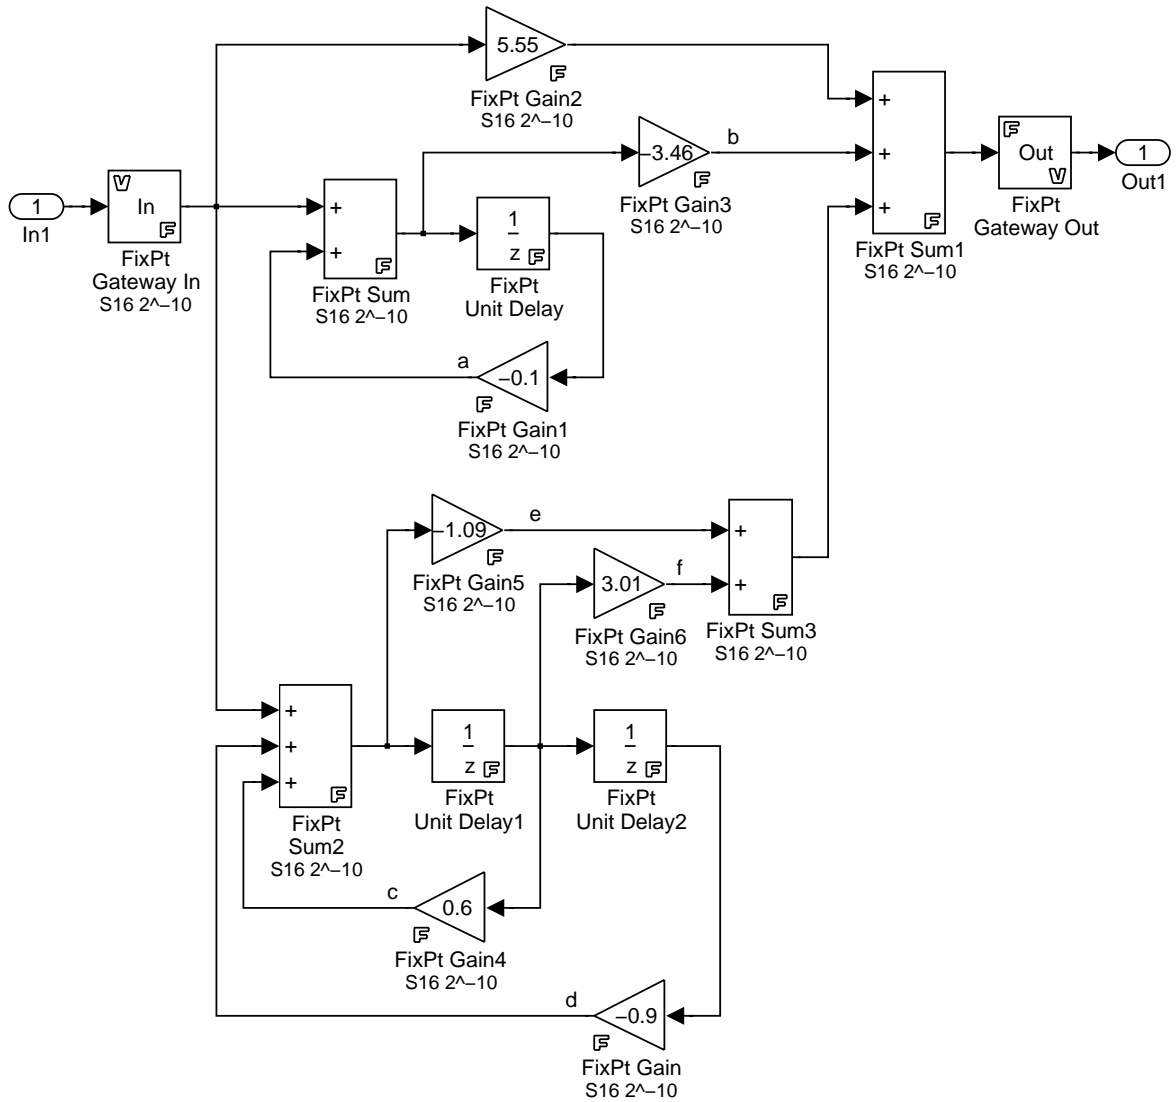 5.55
F
FixPt Gain2
S16 2^−10
+
−3.46
b
F
FixPt Gain3
S16 2^−10
+
F
Out
V
1
Out1
V
In
F
1
In1
FixPt
Gateway In
S16 2^−10
+
+
F
FixPt Sum
S16 2^−10
1
z
F
FixPt
Unit Delay
+
F
FixPt Sum1
S16 2^−10
FixPt
Gateway Out
a
−0.1
F
FixPt Gain1
S16 2^−10
−1.09
e
F
FixPt Gain5
S16 2^−10
3.01
f
F
FixPt Gain6
S16 2^−10
+
+
F
FixPt Sum3
S16 2^−10
+
+
+
F
FixPt
Sum2
S16 2^−10
1
z
F
FixPt
Unit Delay1
1
z
F
FixPt
Unit Delay2
c
0.6
F
FixPt Gain4
S16 2^−10
d
−0.9
F
FixPt Gain
S16 2^−10